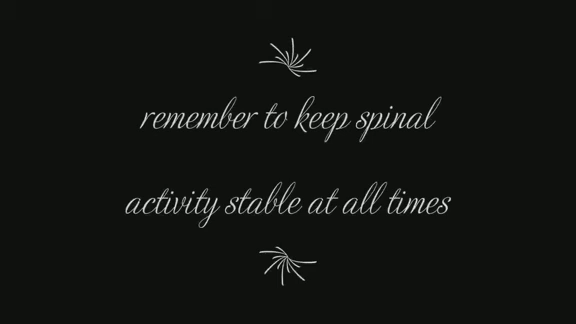 remember to keep spinal
activity stable at all times